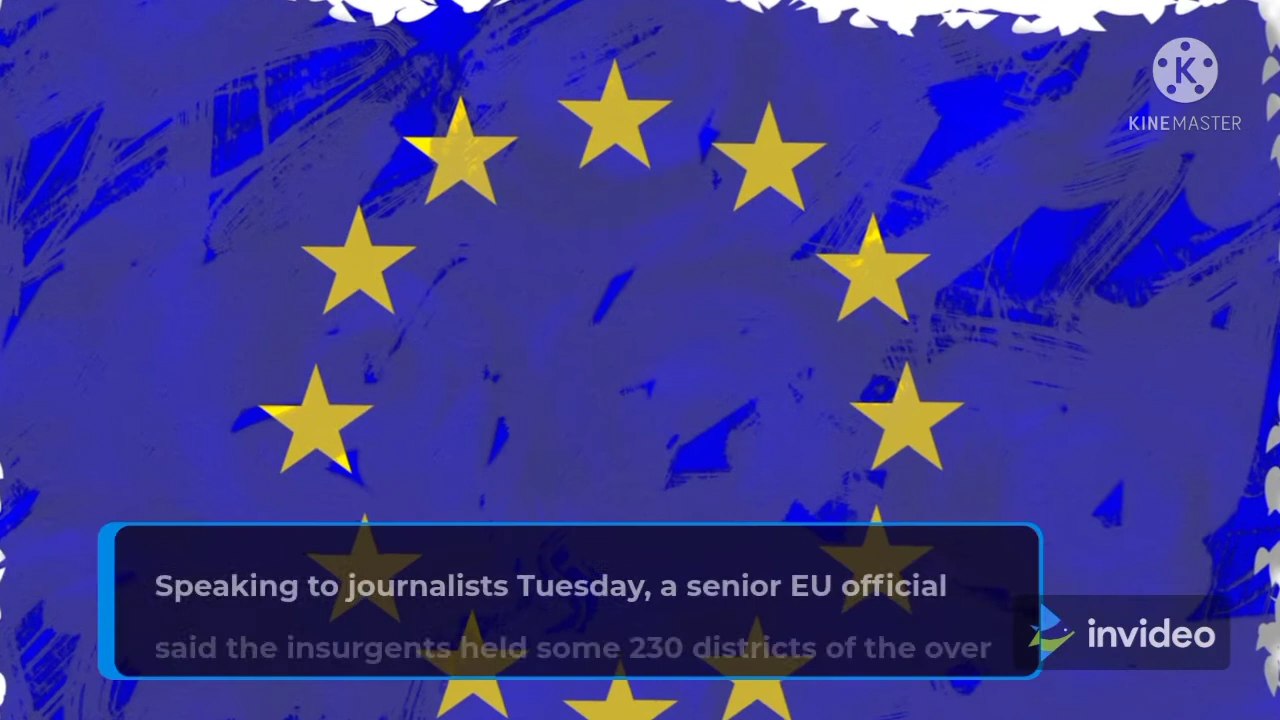 K
KINEMASTER
Speaking to journalists Tuesday, a senior EU official
said the insurgents held some 230 districts of the over
invideo